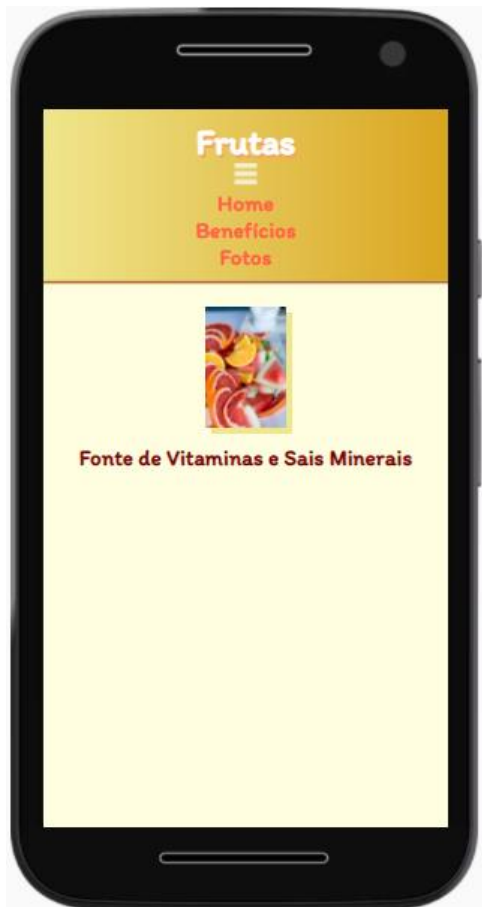 Frutas
Home
Benefícios
Fotos
Fonte de Vitaminas e Sais Minerais